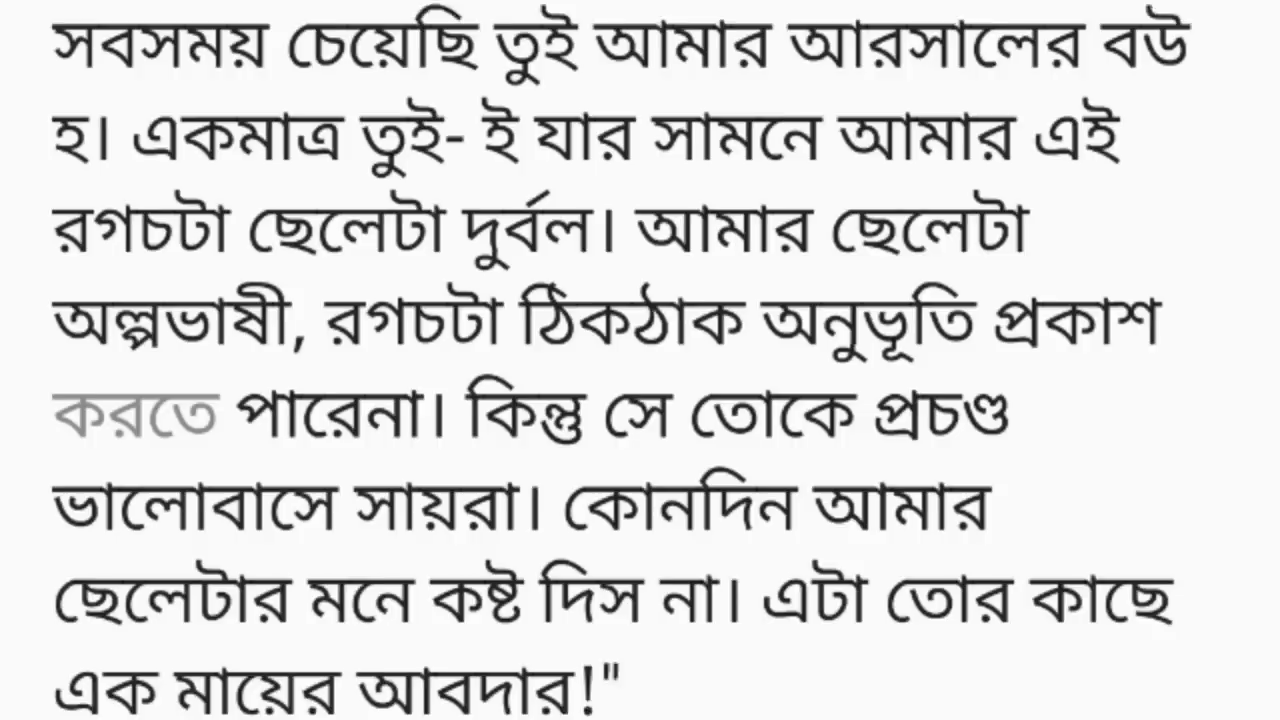 সবসময় চেয়েছি তুই আমার আরসালের বউ
হ। একমাত্র তুই- ই যার সামনে আমার এই
রগচটা ছেলেটা দুর্বল। আমার ছেলেটা
অল্পভাষী, রগচটা ঠিকঠাক অনুভূতি প্রকাশ
করতে পারেনা। কিন্তু সে তোকে প্রচণ্ড
ভালোবাসে সায়রা। কোনদিন আমার
ছেলেটার মনে কষ্ট দিস না। এটা তোর কাছে
এক মায়ের আবদার!"